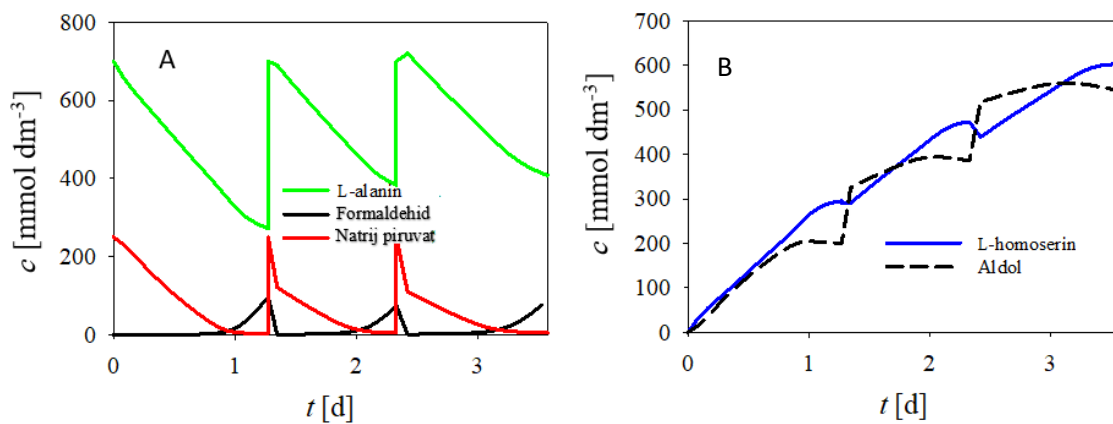 A
c [mmol dm-3]
800
600
400
200
0
L-alanin
Formaldehid
Natrij piruvat
0 1 2 3
t [d]
B
c [mmol dm-3]
700
600
500
400
300
200
100
0
L-homoserin
Aldol
0 1 2 3
t [d]